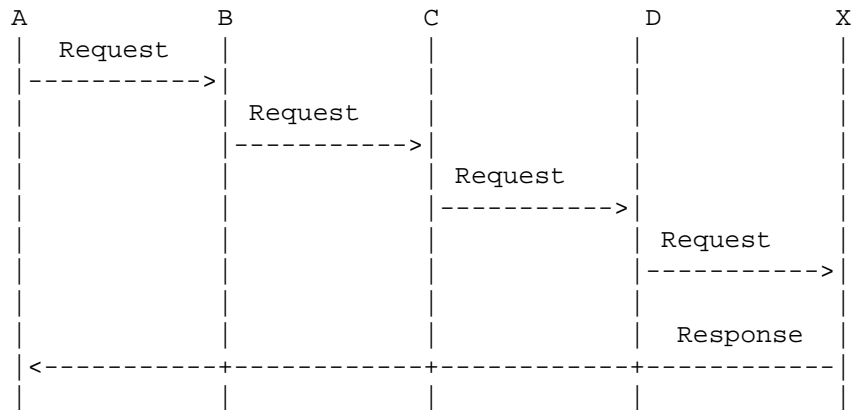 A B C D X
Request
Request
Request
Request
Response